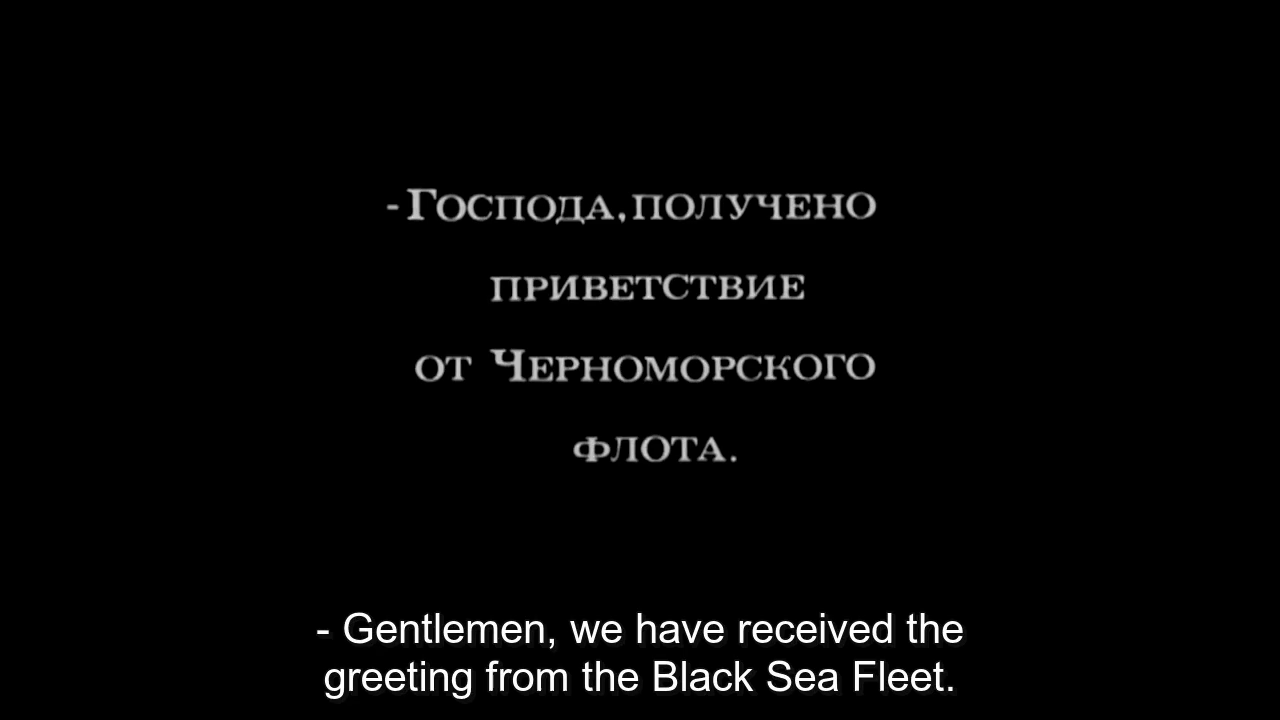 - Господа, получено
приветствие
от Черноморского
флота.
- Gentlemen, we have received the
greeting from the Black Sea Fleet.